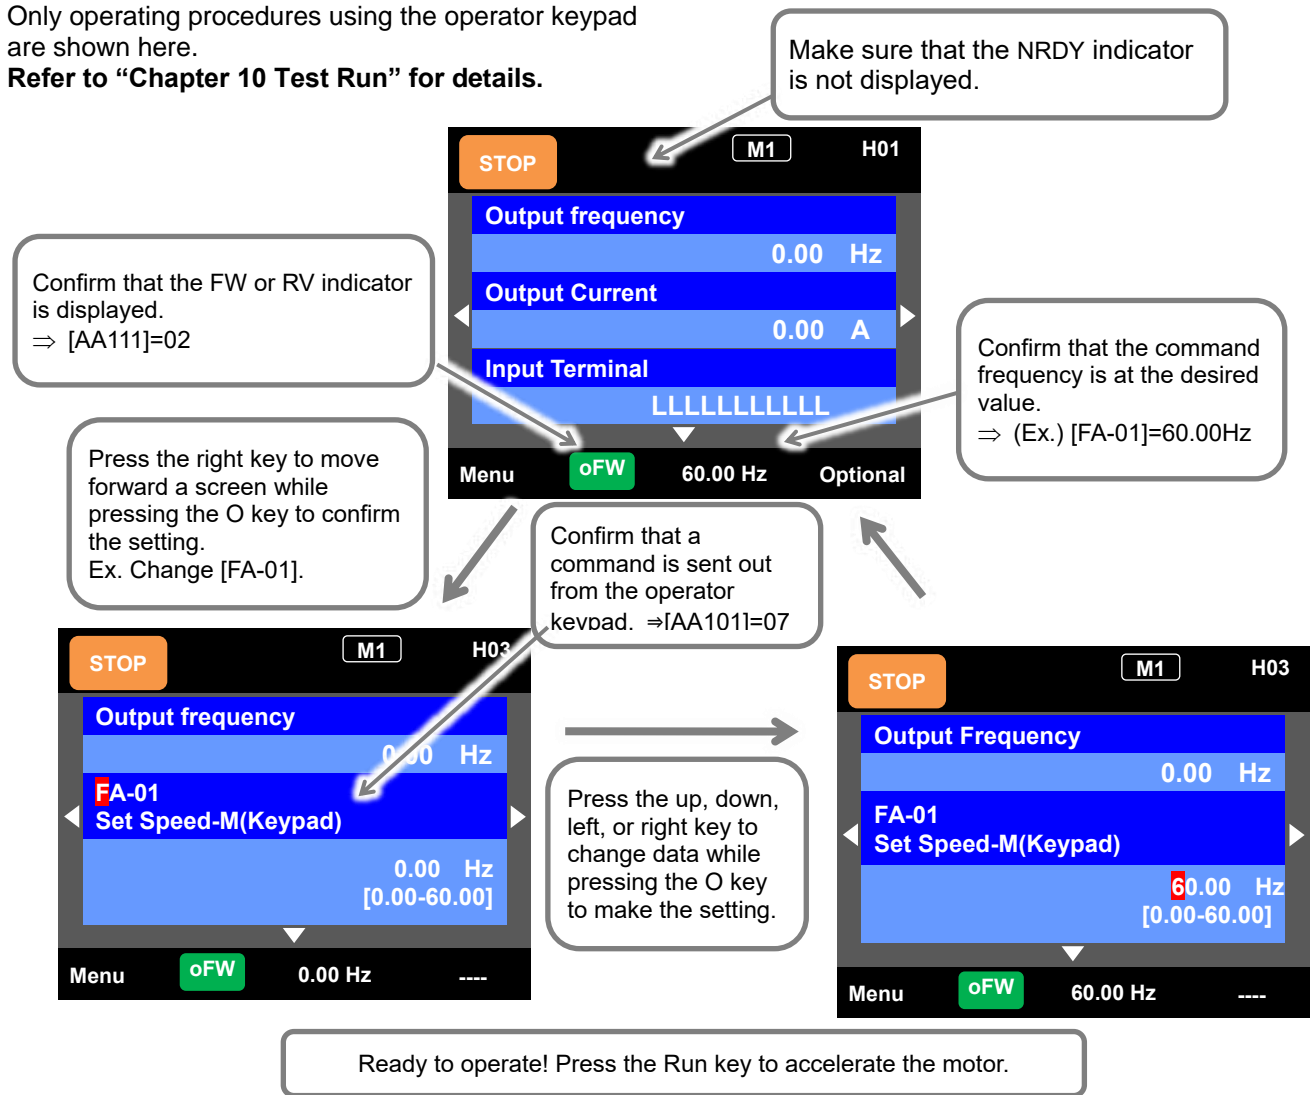 Only operating procedures using the operator keypad
are shown here.
Refer to “Chapter 10 Test Run” for details.
Make sure that the NRDY indicator
is not displayed.
STOP
M1
H01
Output frequency
0.00 Hz
Output Current
0.00 A
Input Terminal
LLLLLLLLLLL
Menu
oFW
60.00 Hz
Optional
Confirm that the FW or RV indicator
is displayed.
⇒ [AA111]=02
Confirm that the command
frequency is at the desired
value.
⇒ (Ex.) [FA-01]=60.00Hz
Press the right key to move
forward a screen while
pressing the O key to confirm
the setting.
Ex. Change [FA-01].
Confirm that a
command is sent out
from the operator
keypad. ⇒[AA101]=07
STOP
M1
H03
Output frequency
0.00 Hz
FA-01
Set Speed-M(Keypad)
0.00 Hz
[0.00-60.00]
Menu
oFW
0.00 Hz
----
Press the up, down,
left, or right key to
change data while
pressing the O key
to make the setting.
STOP
M1
H03
Output Frequency
0.00 Hz
FA-01
Set Speed-M(Keypad)
60.00 Hz
[0.00-60.00]
Menu
oFW
60.00 Hz
----
Ready to operate! Press the Run key to accelerate the motor.